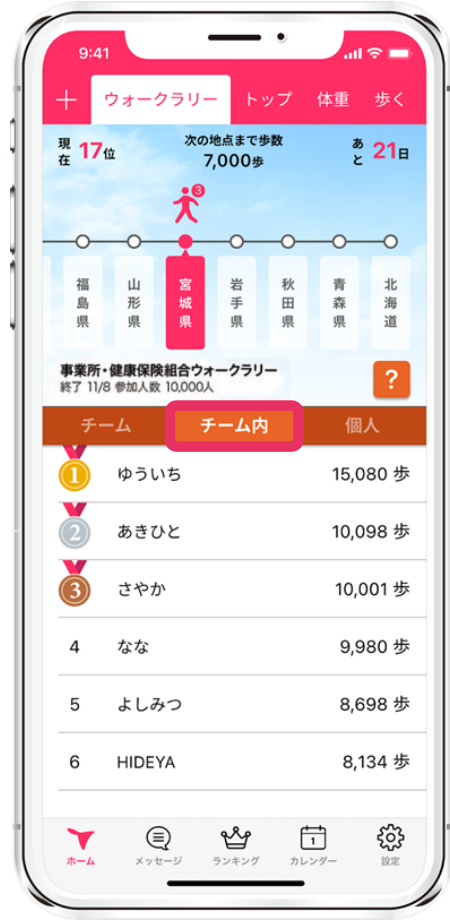 9:41
+ ウォークラリー トップ 体重 歩く
現在 17位
次の地点まで歩数
7,000歩
あと 21日
3
福島県
山形県
宮城県
岩手県
秋田県
青森県
北海道
事業所・健康保険組合ウォークラリー
終了 11/8 参加人数 10,000人
?
チーム チーム内 個人
1 ゆういち 15,080 歩
2 あきひと 10,098 歩
3 さやか 10,001 歩
4 なな 9,980 歩
5 よしみつ 8,698 歩
6 HIDEYA 8,134 歩
1
ホーム メッセージ ランキング カレンダー 設定